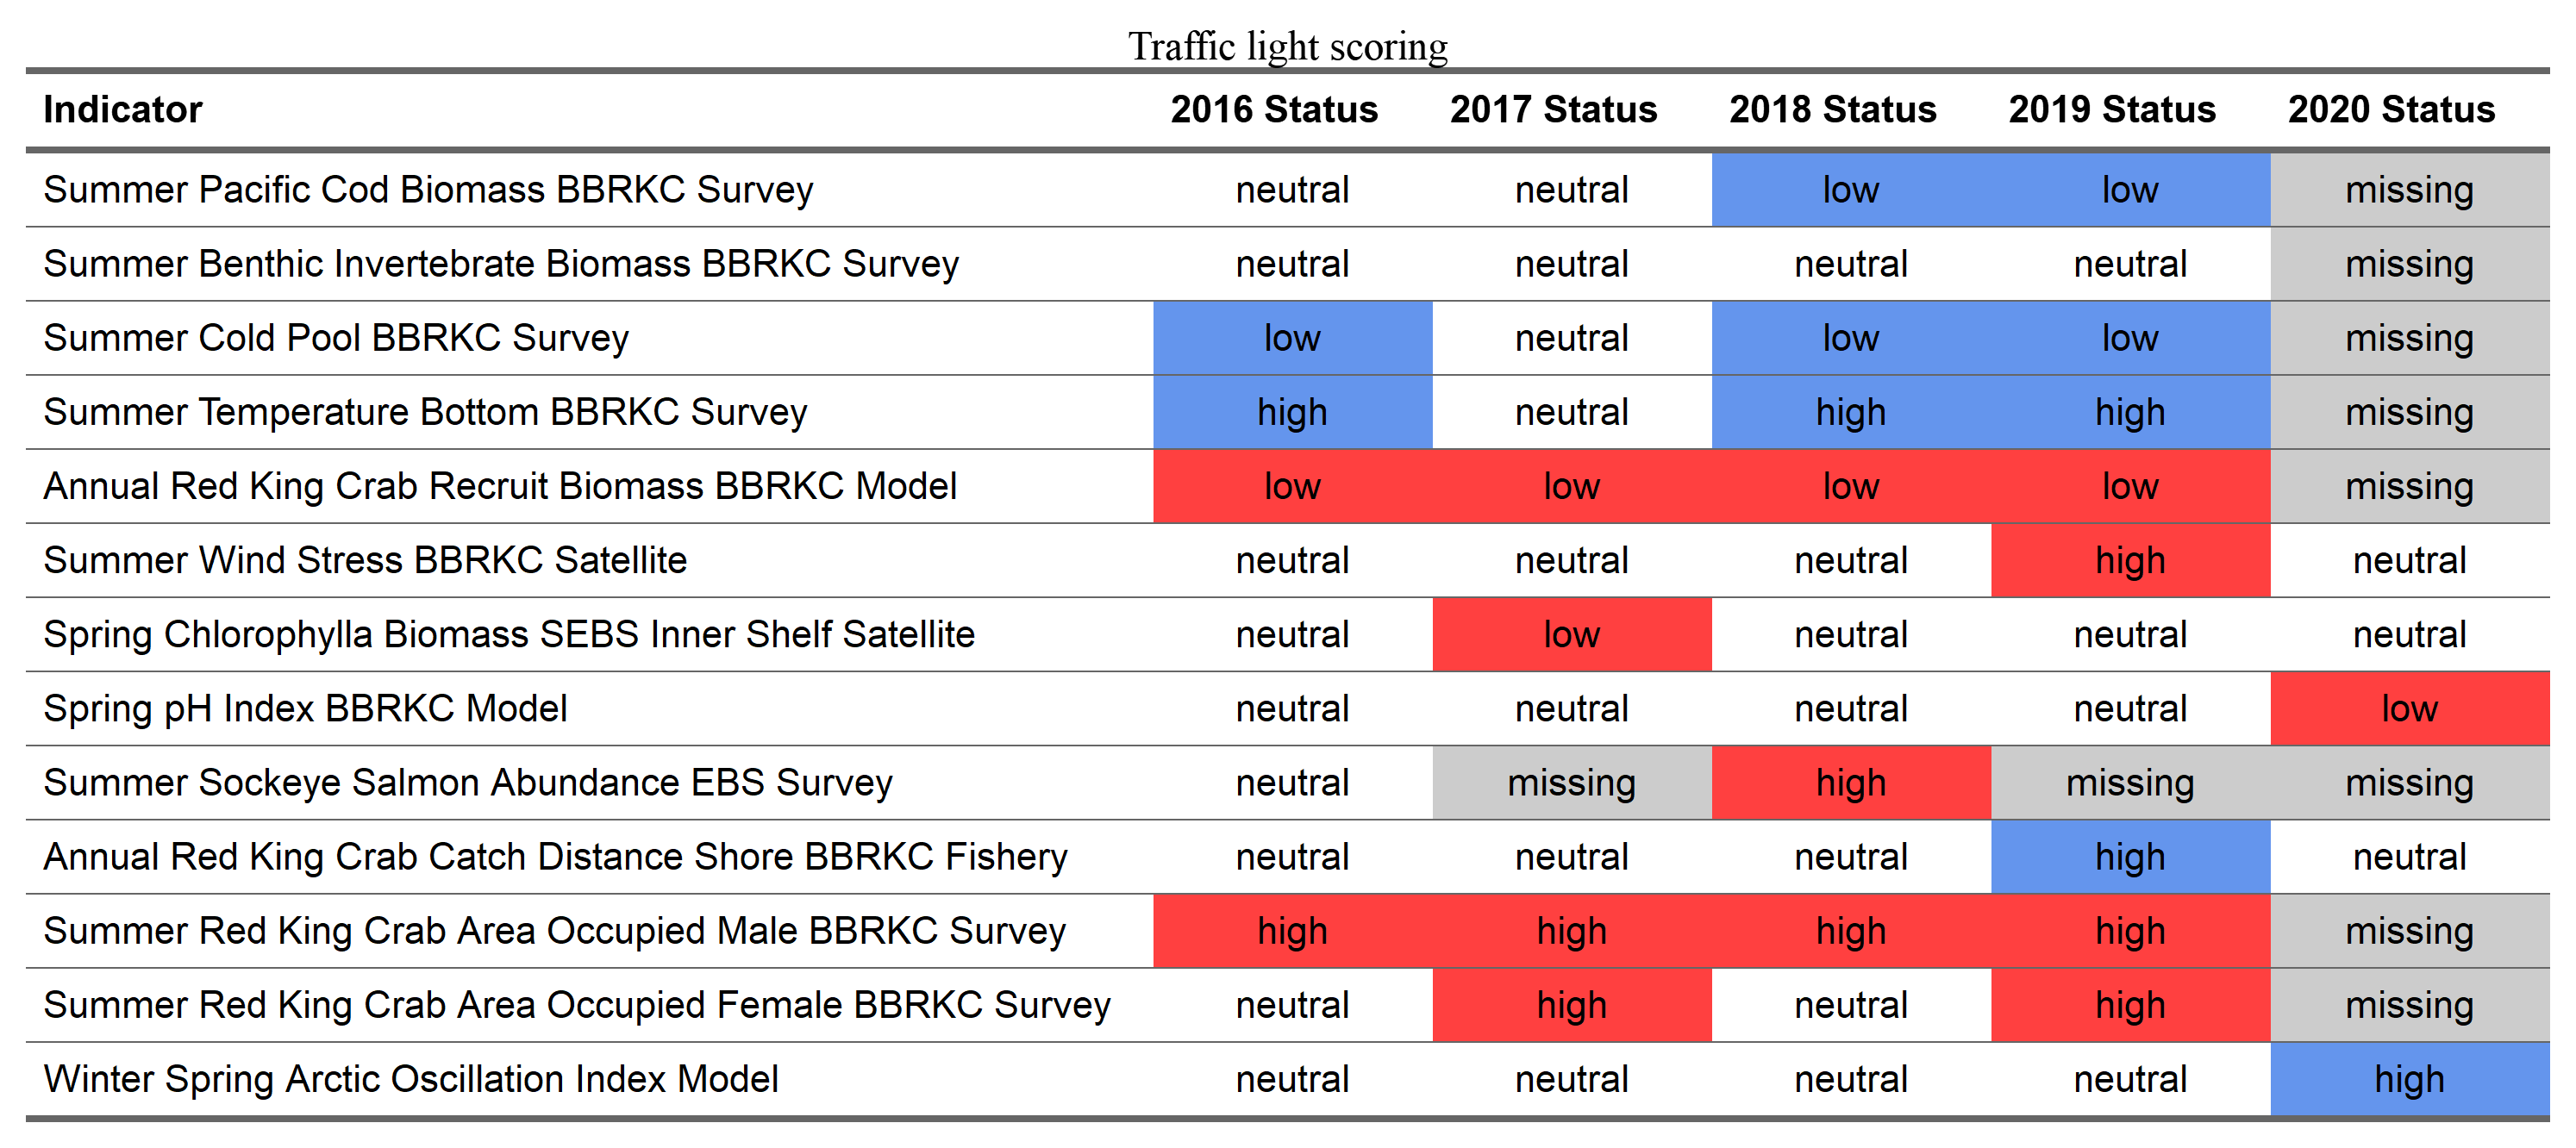 Traffic light scoring
Indicator 2016 Status 2017 Status 2018 Status 2019 Status 2020 Status
Summer Pacific Cod Biomass BBRKC Survey neutral neutral low low missing
Summer Benthic Invertebrate Biomass BBRKC Survey neutral neutral neutral neutral missing
Summer Cold Pool BBRKC Survey low neutral low low missing
Summer Temperature Bottom BBRKC Survey high neutral high high missing
Annual Red King Crab Recruit Biomass BBRKC Model low low low low missing
Summer Wind Stress BBRKC Satellite neutral neutral neutral high neutral
Spring Chlorophylla Biomass SEBS Inner Shelf Satellite neutral low neutral neutral neutral
Spring pH Index BBRKC Model neutral neutral neutral neutral low
Summer Sockeye Salmon Abundance EBS Survey neutral missing high missing missing
Annual Red King Crab Catch Distance Shore BBRKC Fishery neutral neutral neutral high neutral
Summer Red King Crab Area Occupied Male BBRKC Survey high high high high missing
Summer Red King Crab Area Occupied Female BBRKC Survey neutral high neutral high missing
Winter Spring Arctic Oscillation Index Model neutral neutral neutral neutral high